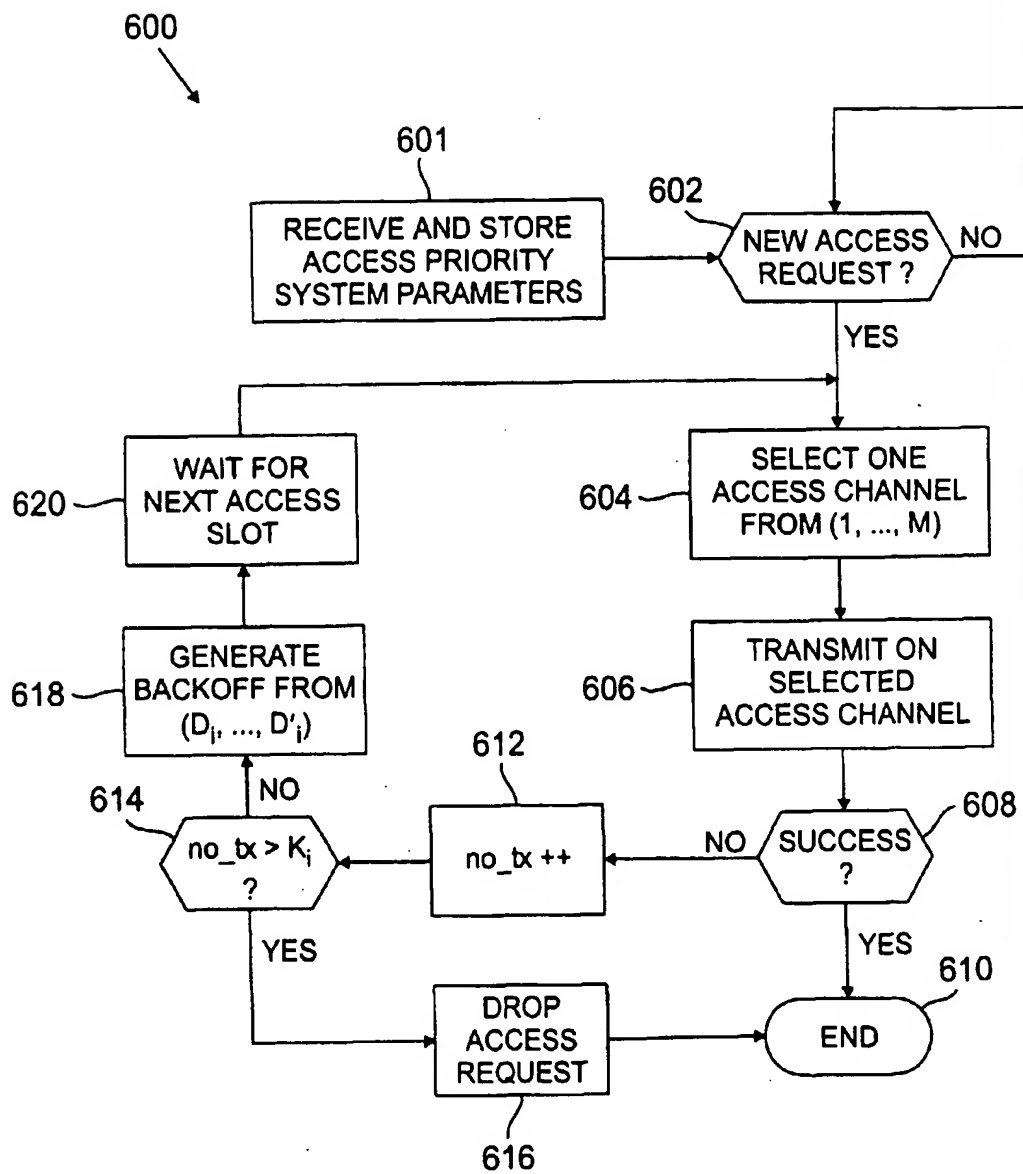 600
601
RECEIVE AND STORE
ACCESS PRIORITY
SYSTEM PARAMETERS
602
NEW ACCESS
REQUEST ?
NO
YES
620
WAIT FOR
NEXT ACCESS
SLOT
604
SELECT ONE
ACCESS CHANNEL
FROM (1, ..., M)
618
GENERATE
BACKOFF FROM
(Di, ..., D'i)
606
TRANSMIT ON
SELECTED
ACCESS CHANNEL
614
NO
no_tx > Ki
?
YES
612
no_tx ++
NO
608
SUCCESS
?
YES
616
DROP
ACCESS
REQUEST
610
END